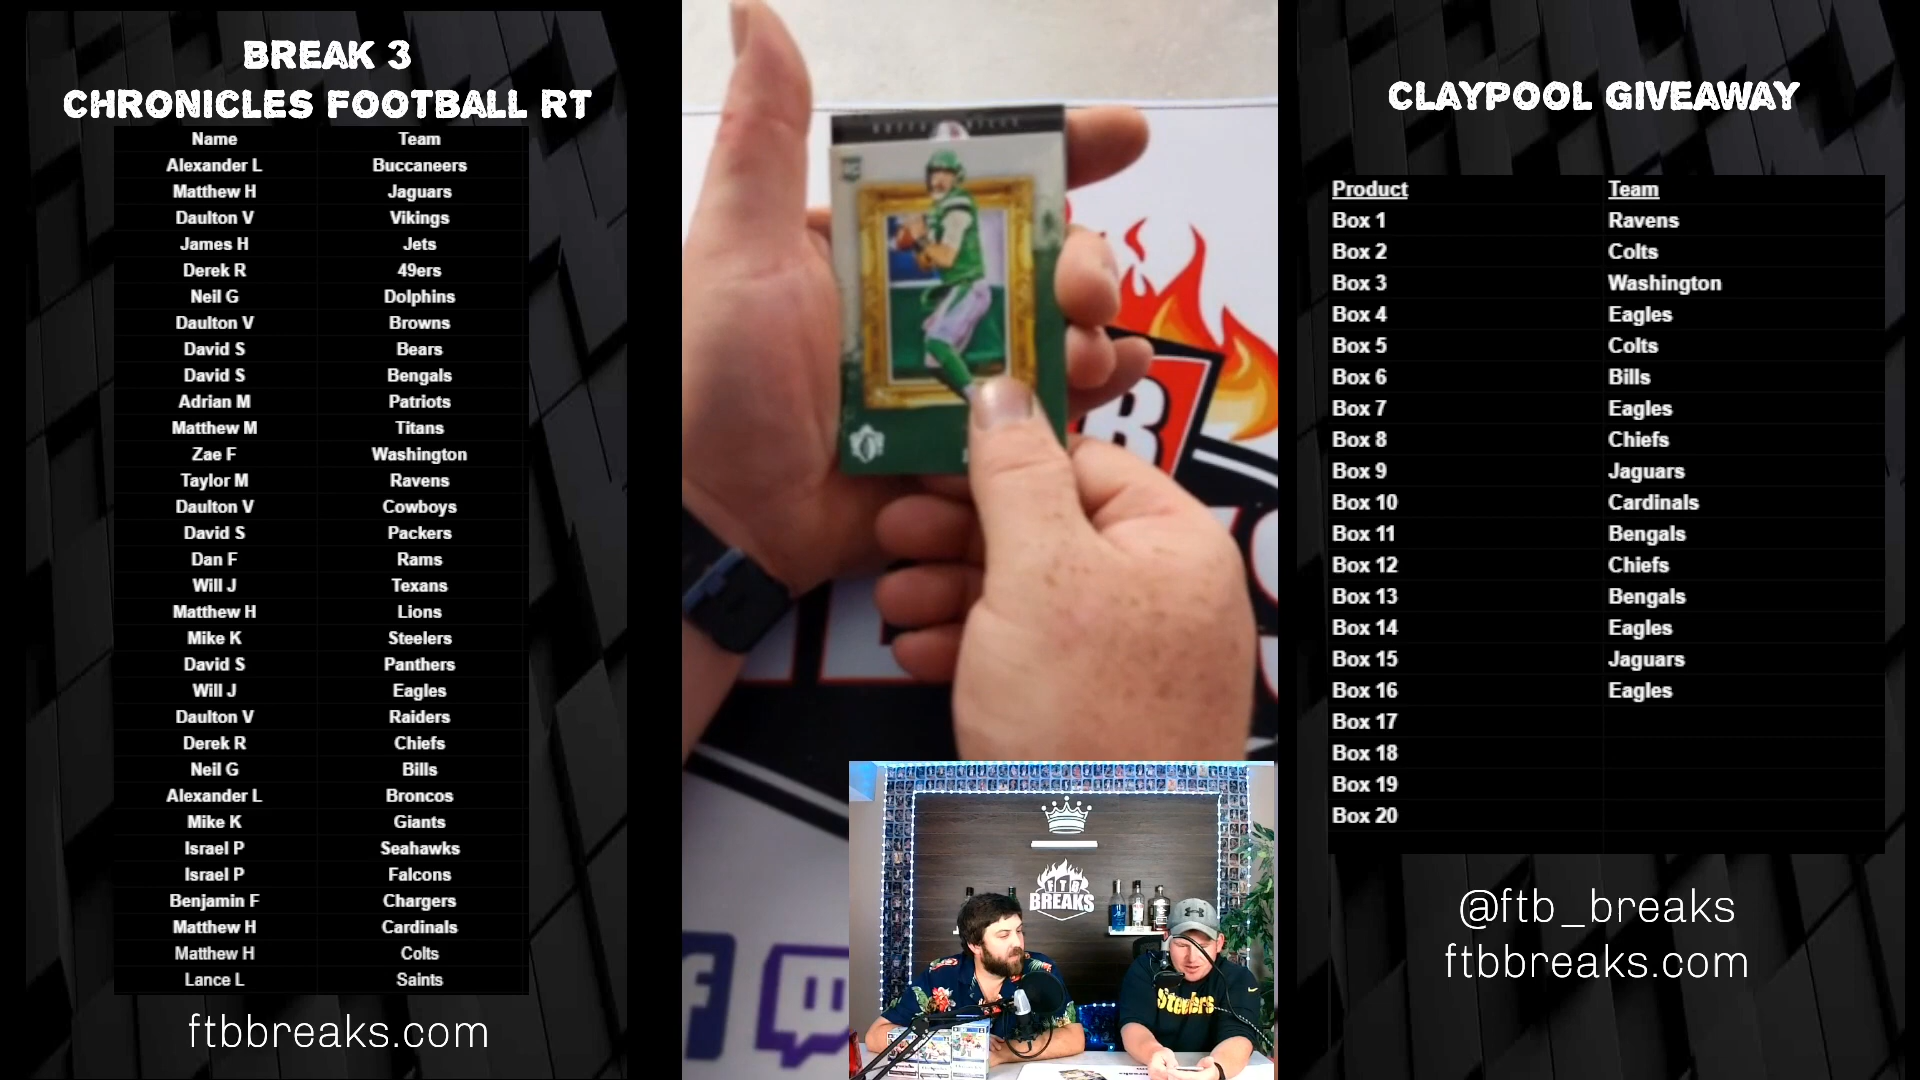 BREAK 3
CHRONICLES FOOTBALL RT
Name Team
Alexander L Buccaneers
Matthew H Jaguars
Daulton V Vikings
James H Jets
Derek R 49ers
Neil G Dolphins
Daulton V Browns
David S Bears
David S Bengals
Adrian M Patriots
Matthew M Titans
Zae F Washington
Taylor M Ravens
Daulton V Cowboys
David S Packers
Dan F Rams
Will J Texans
Matthew H Lions
Mike K Steelers
David S Panthers
Will J Eagles
Daulton V Raiders
Derek R Chiefs
Neil G Bills
Alexander L Broncos
Mike K Giants
Israel P Seahawks
Israel P Falcons
Benjamin F Chargers
Matthew H Cardinals
Matthew H Colts
Lance L Saints
ftbbreaks.com
FTB
BREAKS
Steelers
CLAYPOOL GIVEAWAY
Product Team
Box 1 Ravens
Box 2 Colts
Box 3 Washington
Box 4 Eagles
Box 5 Colts
Box 6 Bills
Box 7 Eagles
Box 8 Chiefs
Box 9 Jaguars
Box 10 Cardinals
Box 11 Bengals
Box 12 Chiefs
Box 13 Bengals
Box 14 Eagles
Box 15 Jaguars
Box 16 Eagles
Box 17
Box 18
Box 19
Box 20
@ftb_breaks
ftbbreaks.com